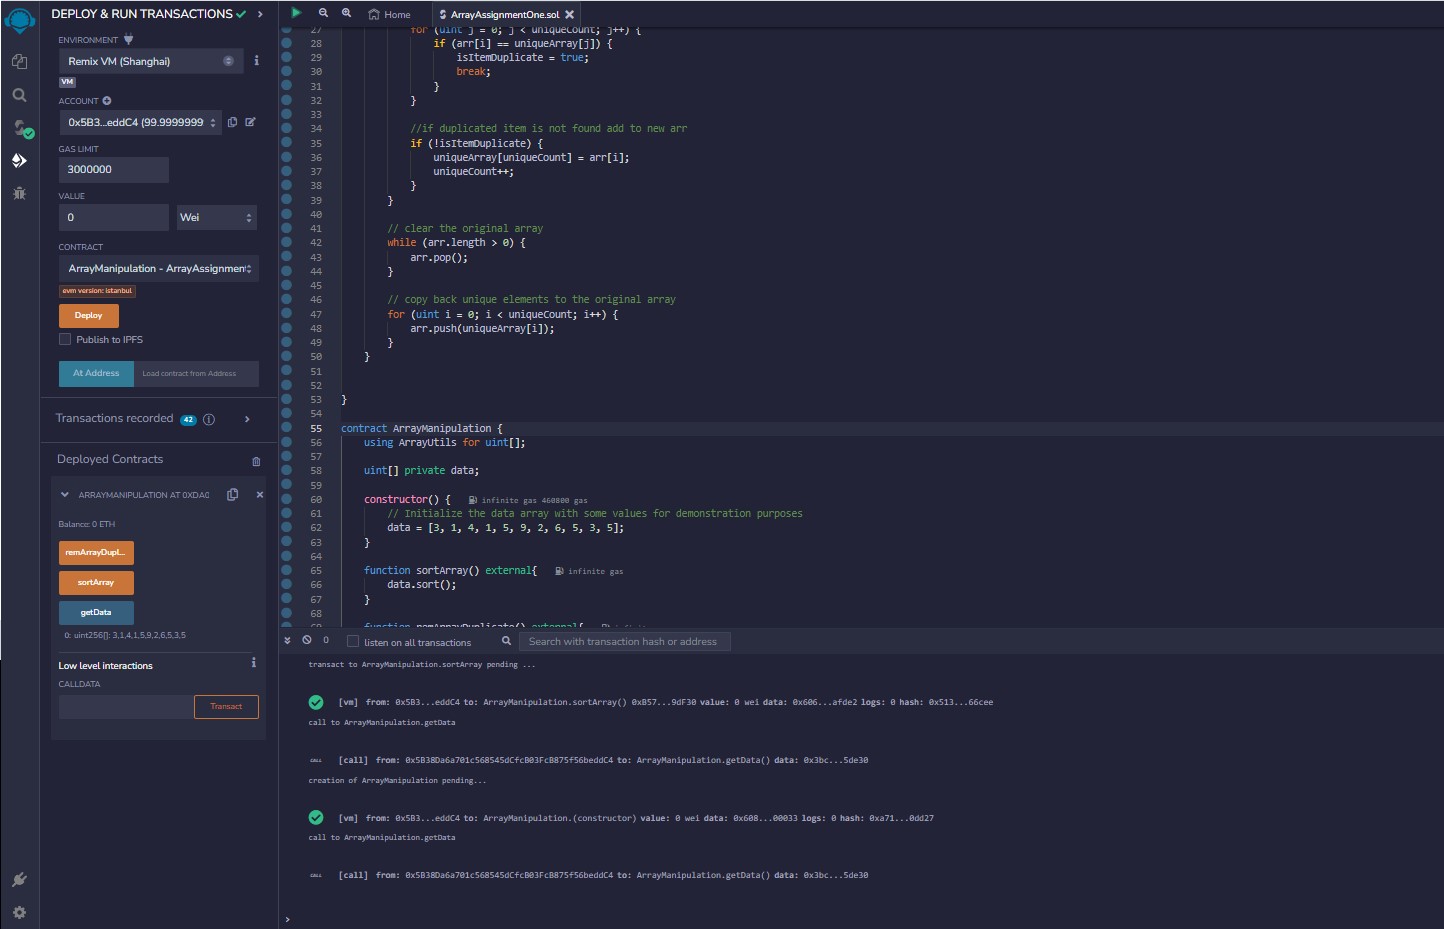 DEPLOY & RUN TRANSACTIONS
ENVIRONMENT
Remix VM (Shanghai)
VM
ACCOUNT
0x5B3...eddC4 (99.9999999
GAS LIMIT
3000000
VALUE
0
Wei
CONTRACT
ArrayManipulation - ArrayAssignment
evm version: istanbul
Deploy
Publish to IPFS
At Address
Load contract from Address
Transactions recorded 42
Deployed Contracts
ARRAYMANIPULATION AT 0XDA0
Balance: 0 ETH
remArrayDupl...
sortArray
getData
0: uint256[]: 3,1,4,1,5,9,2,6,5,3,5
Low level interactions
CALLDATA
Transact
Home
ArrayAssignmentOne.sol
27 for (uint j = 0; j < uniqueCount; j++) {
28 if (arr[i] == uniqueArray[j]) {
29 isItemDuplicate = true;
30 break;
31 }
32 }
33
34 //if duplicated item is not found add to new arr
35 if (!isItemDuplicate) {
36 uniqueArray[uniqueCount] = arr[i];
37 uniqueCount++;
38 }
39 }
40
41 // clear the original array
42 while (arr.length > 0) {
43 arr.pop();
44 }
45
46 // copy back unique elements to the original array
47 for (uint i = 0; i < uniqueCount; i++) {
48 arr.push(uniqueArray[i]);
49 }
50 }
51
52
53 }
54
55 contract ArrayManipulation {
56 using ArrayUtils for uint[];
57
58 uint[] private data;
59
60 constructor() { infinite gas 460800 gas
61 // Initialize the data array with some values for demonstration purposes
62 data = [3, 1, 4, 1, 5, 9, 2, 6, 5, 3, 5];
63 }
64
65 function sortArray() external{ infinite gas
66 data.sort();
67 }
68
69 function remArrayDuplicate() external{
0
listen on all transactions
Search with transaction hash or address
transact to ArrayManipulation.sortArray pending ...
[vm] from: 0x5B3...eddC4 to: ArrayManipulation.sortArray() 0xB57...9dF30 value: 0 wei data: 0x606...afde2 logs: 0 hash: 0x513...66cee
call to ArrayManipulation.getData
CALL [call] from: 0x5B38Da6a701c568545dCfcB03FcB875f56beddC4 to: ArrayManipulation.getData() data: 0x3bc...5de30
creation of ArrayManipulation pending...
[vm] from: 0x5B3...eddC4 to: ArrayManipulation.(constructor) value: 0 wei data: 0x608...00033 logs: 0 hash: 0xa71...0dd27
call to ArrayManipulation.getData
CALL [call] from: 0x5B38Da6a701c568545dCfcB03FcB875f56beddC4 to: ArrayManipulation.getData() data: 0x3bc...5de30
>